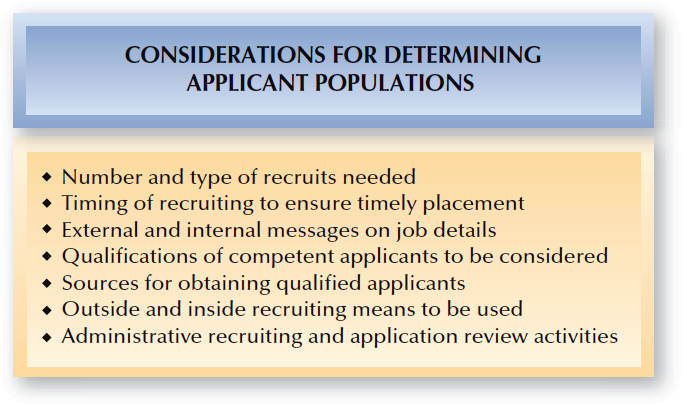 CONSIDERATIONS FOR DETERMINING
APPLICANT POPULATIONS
◆ Number and type of recruits needed
◆ Timing of recruiting to ensure timely placement
◆ External and internal messages on job details
◆ Qualifications of competent applicants to be considered
◆ Sources for obtaining qualified applicants
◆ Outside and inside recruiting means to be used
◆ Administrative recruiting and application review activities